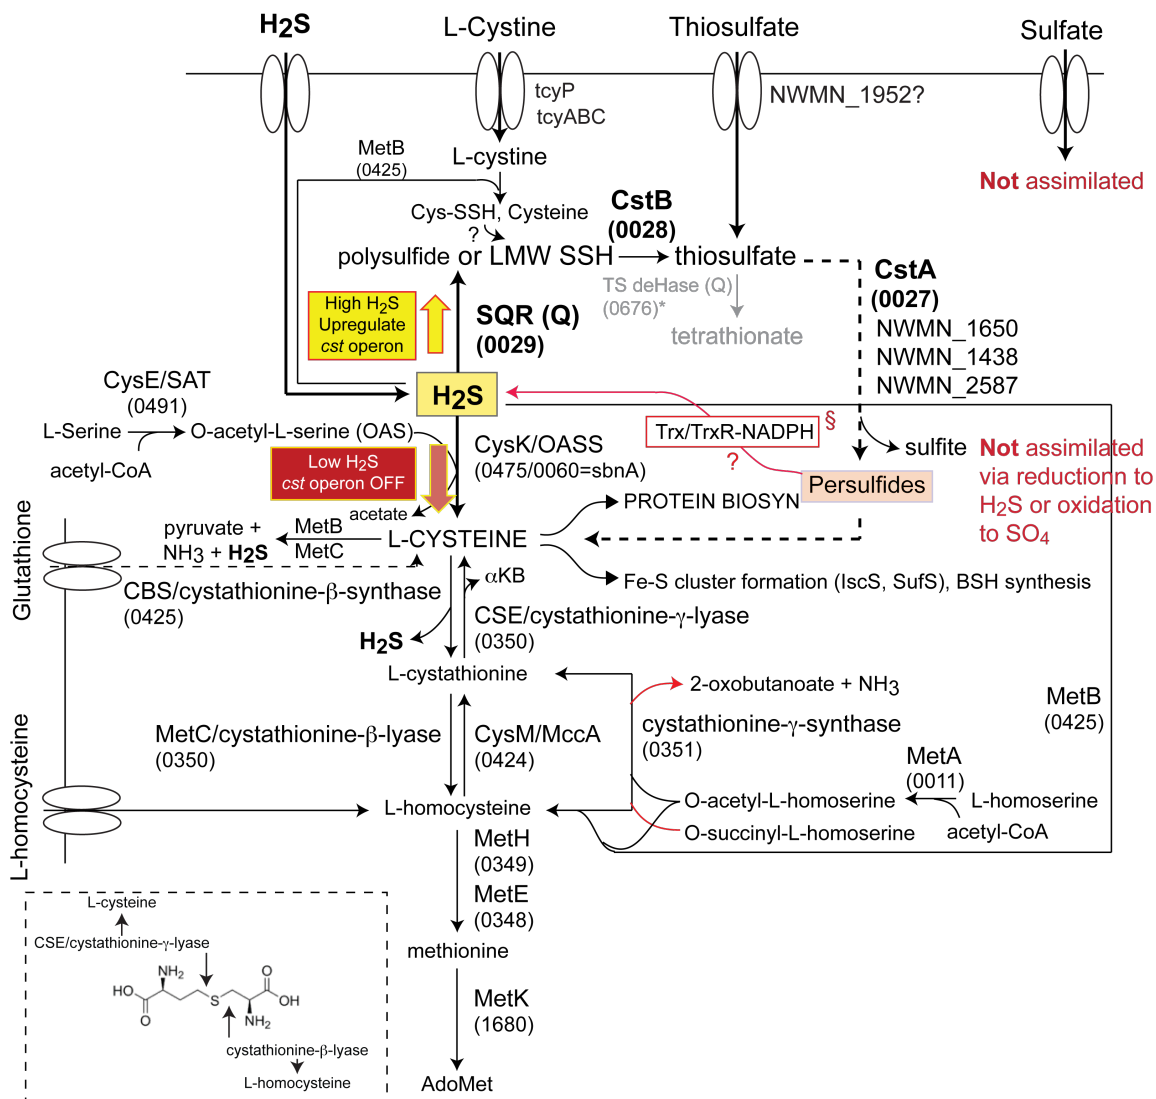 H2S
L-Cystine
Thiosulfate
Sulfate
tcyP
tcyABC
NWMN_1952?
MetB
(0425)
L-cystine
Not assimilated
Cys-SSH, Cysteine
?
CstB
(0028)
polysulfide or LMW SSH
thiosulfate
CstA
(0027)
NWMN_1650
NWMN_1438
NWMN_2587
TS deHase (Q)
(0676)*
tetrathionate
High H2S
Upregulate
cst operon
SQR (Q)
(0029)
CysE/SAT
(0491)
H2S
L-Serine
O-acetyl-L-serine (OAS)
acetyl-CoA
CysK/OASS
(0475/0060=sbnA)
Trx/TrxR-NADPH
§
?
sulfite
Not assimilated
via reductionn to
H2S or oxidation
to SO4
Low H2S
cst operon OFF
Persulfides
acetate
PROTEIN BIOSYN
pyruvate +
NH3 + H2S
MetB
MetC
L-CYSTEINE
Glutathione
αKB
Fe-S cluster formation (IscS, SufS), BSH synthesis
CBS/cystathionine-β-synthase
(0425)
CSE/cystathionine-γ-lyase
(0350)
H2S
L-cystathionine
2-oxobutanoate + NH3
MetB
(0425)
cystathionine-γ-synthase
(0351)
MetC/cystathionine-β-lyase
(0350)
CysM/MccA
(0424)
MetA
(0011)
L-homocysteine
L-homocysteine
O-acetyl-L-homoserine
L-homoserine
O-succinyl-L-homoserine
acetyl-CoA
MetH
(0349)
MetE
(0348)
methionine
MetK
(1680)
AdoMet
L-cysteine
CSE/cystathionine-γ-lyase
NH2
O
HO
S
OH
O
NH2
cystathionine-β-lyase
L-homocysteine